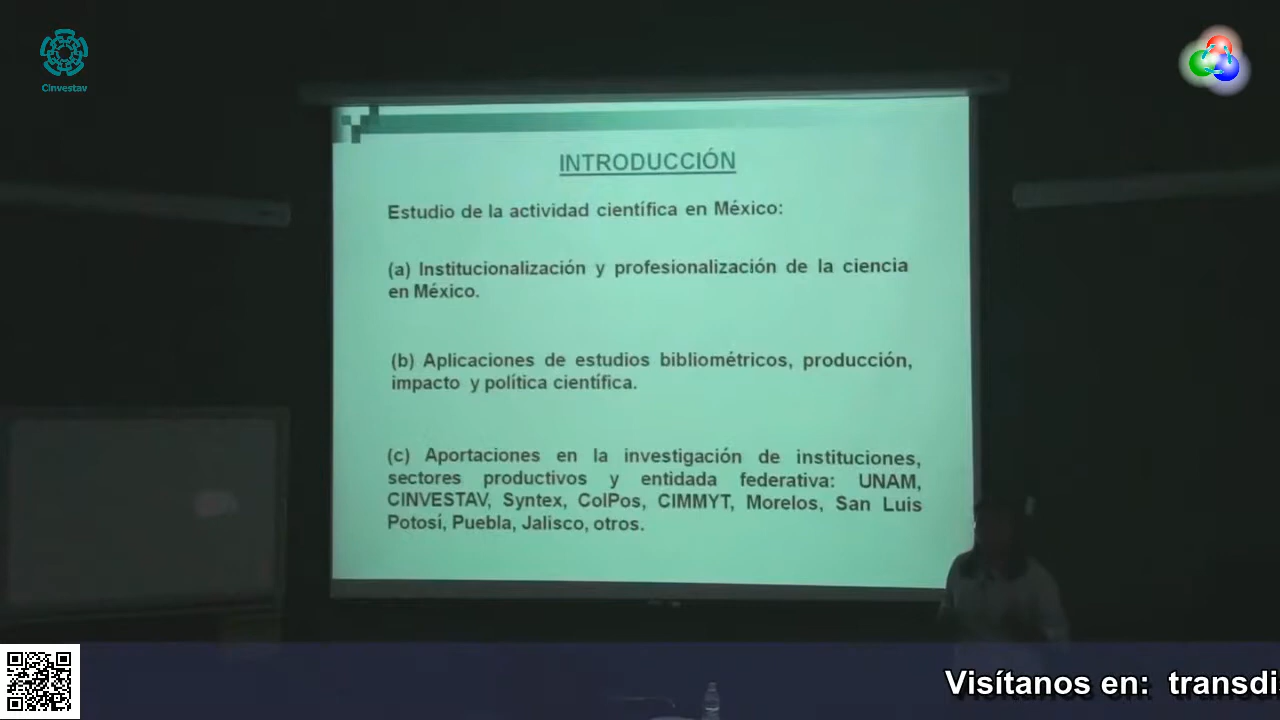 Cinvestav
INTRODUCCIÓN
Estudio de la actividad científica en México:
(a) Institucionalización y profesionalización de la ciencia
en México.
(b) Aplicaciones de estudios bibliométricos, producción,
impacto y política científica.
(c) Aportaciones en la investigación de instituciones,
sectores productivos y entidada federativa: UNAM,
CINVESTAV, Syntex, ColPos, CIMMYT, Morelos, San Luis
Potosí, Puebla, Jalisco, otros.
Visítanos en: transdi